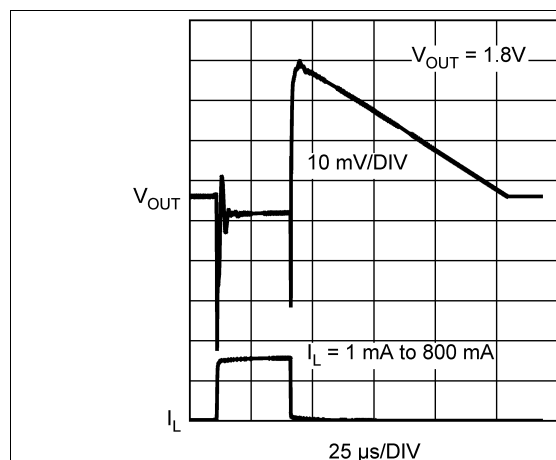 V_OUT = 1.8V
10 mV/DIV
V_OUT
I_L = 1 mA to 800 mA
I_L
25 µs/DIV